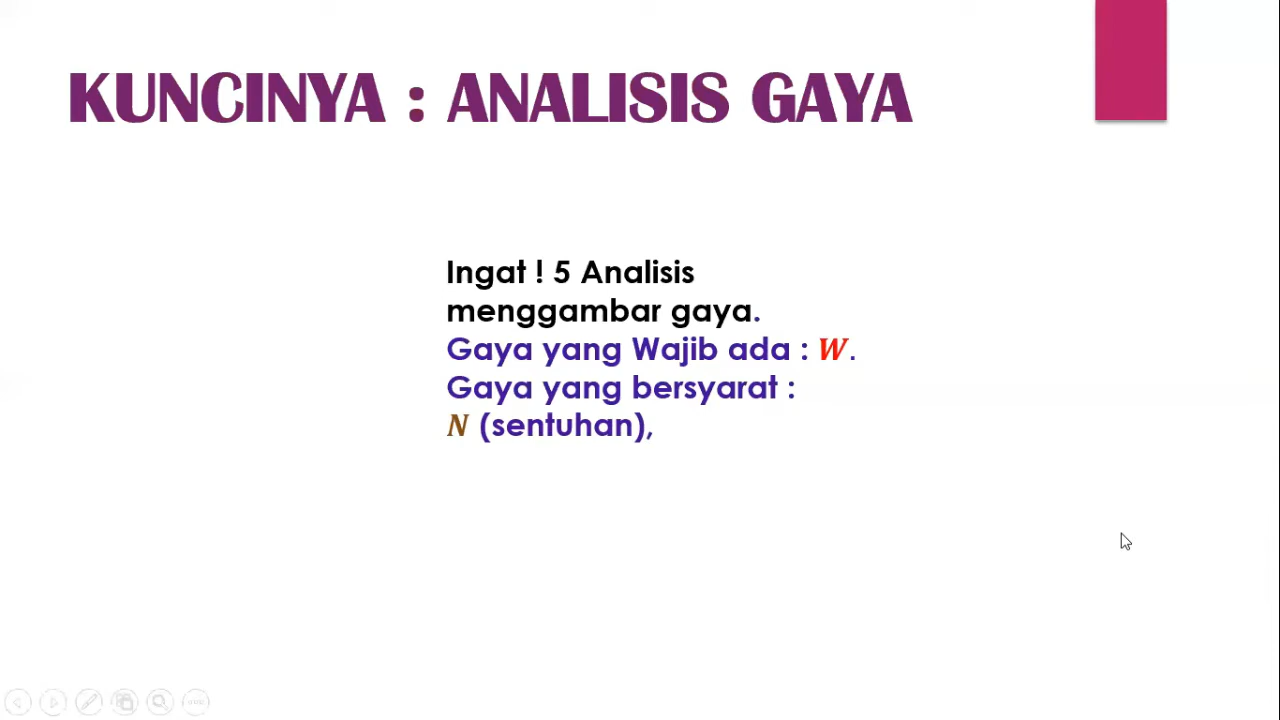 KUNCINYA : ANALISIS GAYA
Ingat ! 5 Analisis
menggambar gaya.
Gaya yang Wajib ada : W.
Gaya yang bersyarat :
N (sentuhan),